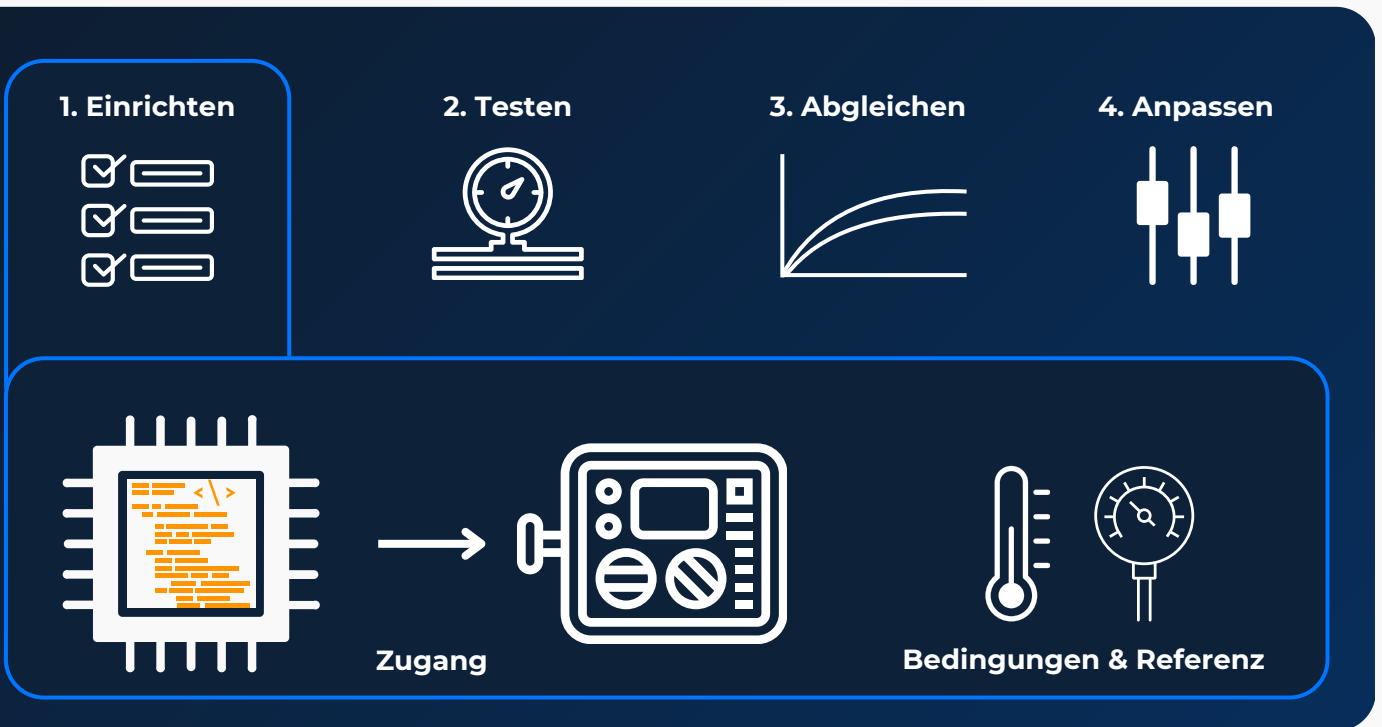 1. Einrichten
2. Testen
3. Abgleichen
4. Anpassen
< \ >
Zugang
Bedingungen & Referenz